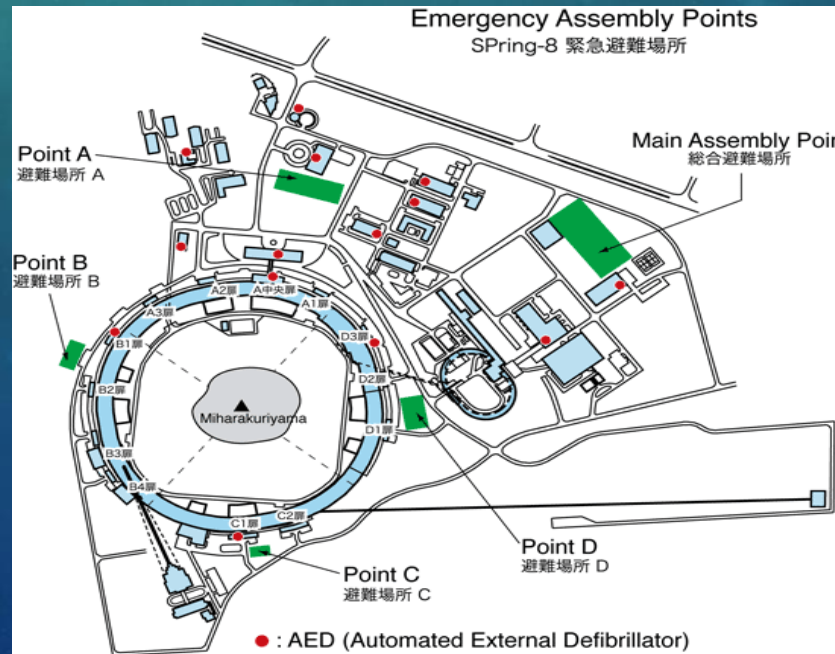 Emergency Assembly Points
SPring-8 緊急避難場所
Point A
避難場所 A
Main Assembly Poin
総合避難場所
Point B
避難場所 B
A2扉
A中央扉
A1扉
A3扉
B1扉
D3扉
D2扉
B2扉
Miharakuriyama
D1扉
B3扉
B4扉
C1扉
C2扉
Point D
避難場所 D
Point C
避難場所 C
: AED (Automated External Defibrillator)